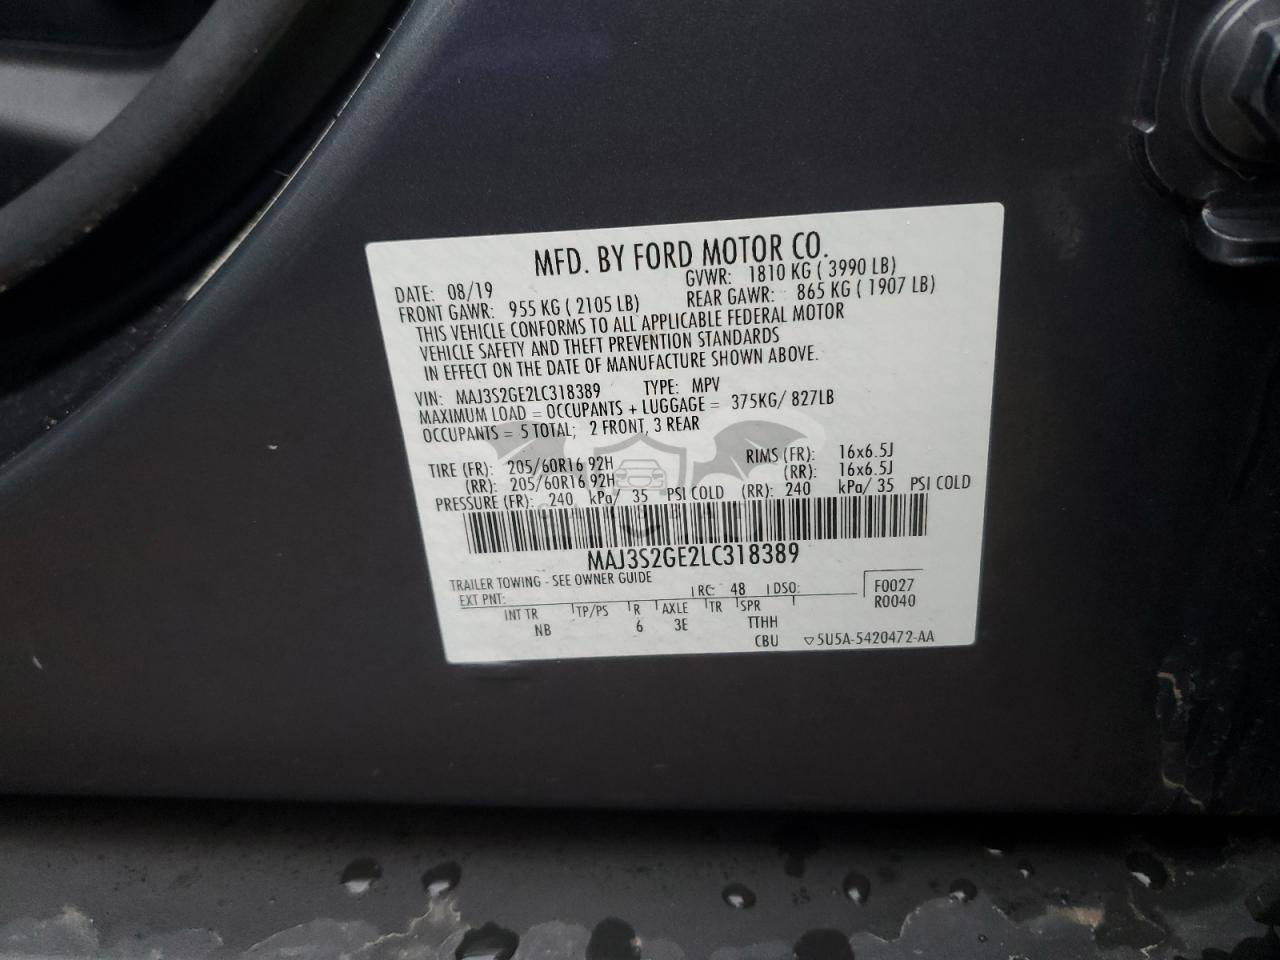 MFD. BY FORD MOTOR CO.
DATE: 08/19 GVWR: 1810 KG ( 3990 LB)
FRONT GAWR: 955 KG ( 2105 LB) REAR GAWR: 865 KG ( 1907 LB)
THIS VEHICLE CONFORMS TO ALL APPLICABLE FEDERAL MOTOR
VEHICLE SAFETY AND THEFT PREVENTION STANDARDS
IN EFFECT ON THE DATE OF MANUFACTURE SHOWN ABOVE.
VIN: MAJ3S2GE2LC318389 TYPE: MPV
MAXIMUM LOAD = OCCUPANTS + LUGGAGE = 375KG/ 827LB
OCCUPANTS = 5 TOTAL; 2 FRONT, 3 REAR
TIRE (FR): 205/60R16 92H RIMS (FR): 16x6.5J
(RR): 205/60R16 92H (RR): 16x6.5J
PRESSURE (FR): 240 kPa/ 35 PSI COLD (RR): 240 kPa/ 35 PSI COLD
MAJ3S2GE2LC318389
TRAILER TOWING - SEE OWNER GUIDE
EXT PNT: RC: 48 DSO: F0027
R0040
INT TR TP/PS R AXLE TR SPR
NB 6 3E TTHH
CBU ▽5U5A-5420472-AA